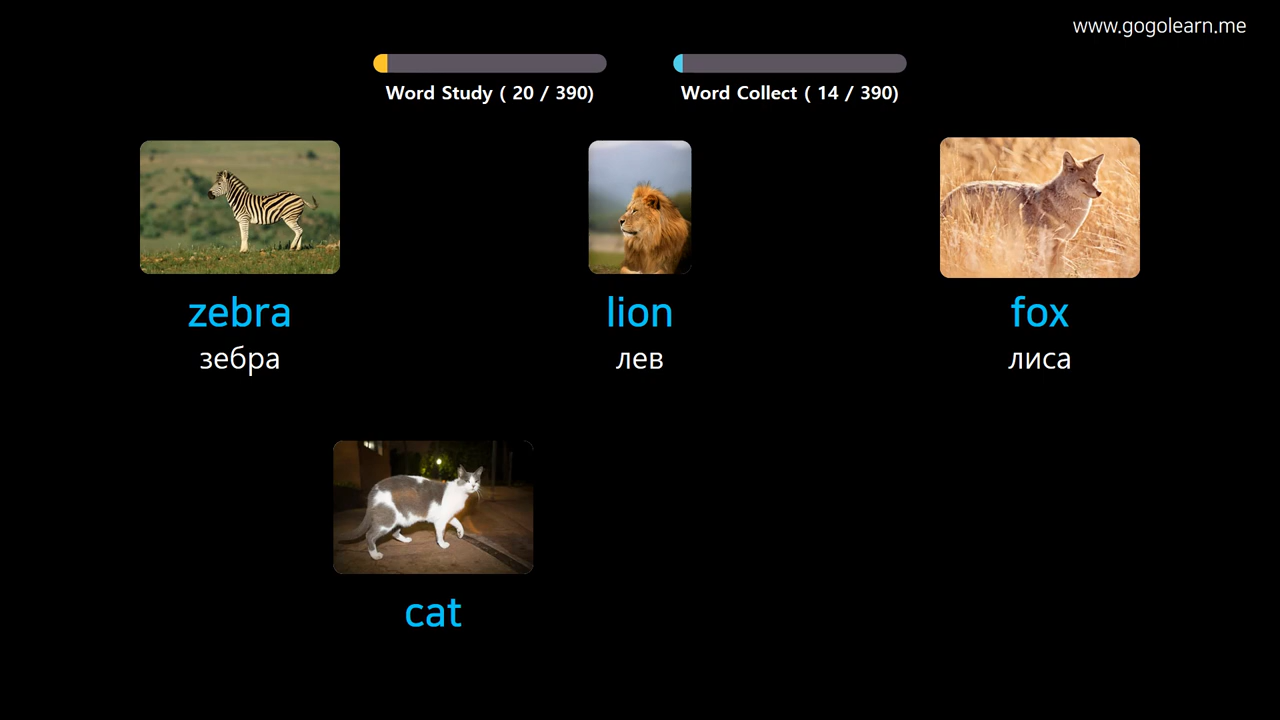 www.gogolearn.me
Word Study ( 20 / 390)
Word Collect ( 14 / 390)
zebra
зебра
lion
лев
fox
лиса
cat